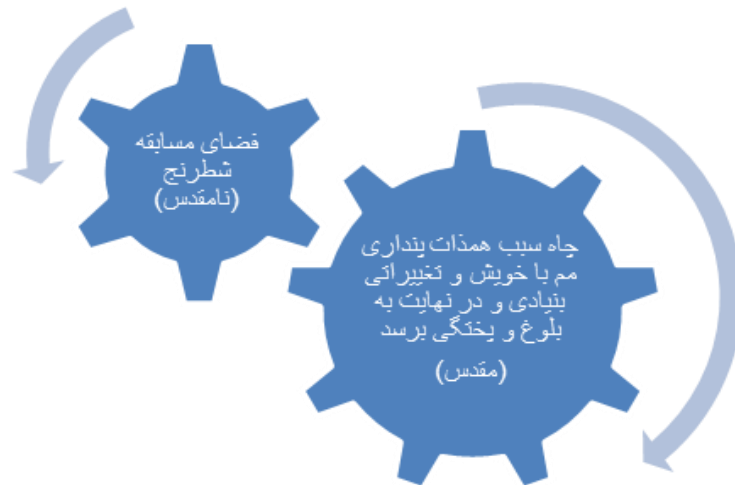 فضای مسابقه
شطرنج
(نامقدس)
چاه سبب همذات پنداری
مم با خویش و تغییراتی
بنیادی و در نهایت به
بلوغ و پختگی برسد
(مقدس)